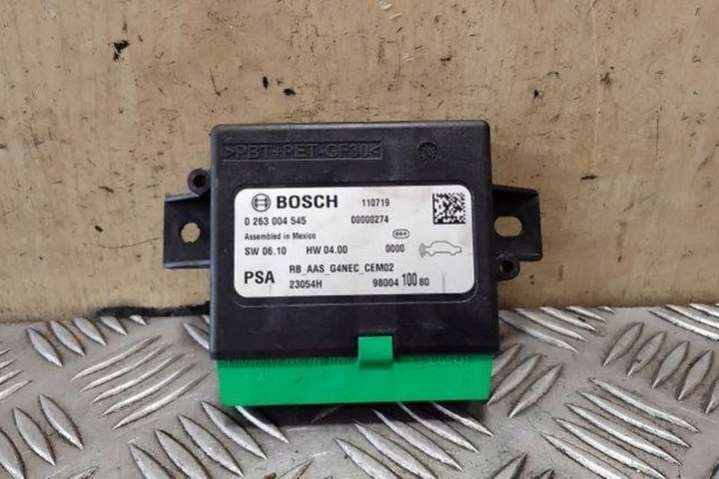 >PBT+PET-GF30<
BOSCH 110719
0 263 004 545 00000274
Assembled in Mexico
SW 06.10 HW 04.00 0000
RB_AAS_G4NEC_CEM02
PSA 23054H 98004 100 80